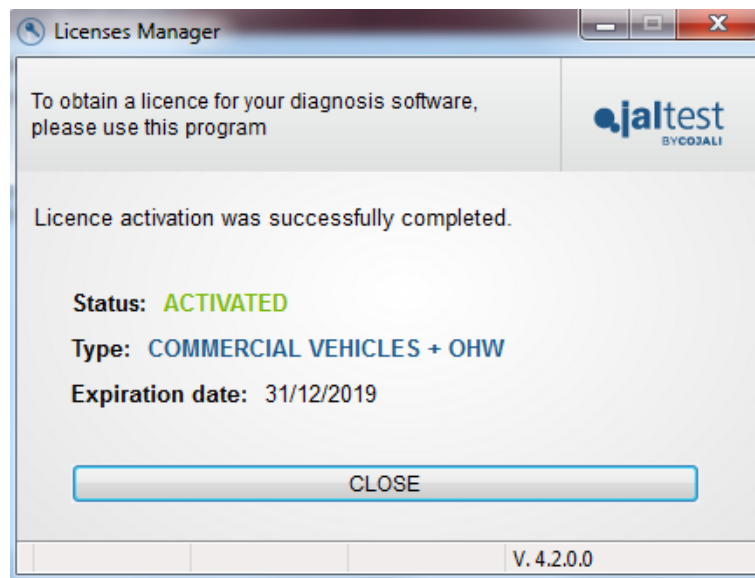 Licenses Manager
To obtain a licence for your diagnosis software,
please use this program
jaltest
BYCOJALI
Licence activation was successfully completed.
Status: ACTIVATED
Type: COMMERCIAL VEHICLES + OHW
Expiration date: 31/12/2019
CLOSE
V. 4.2.0.0